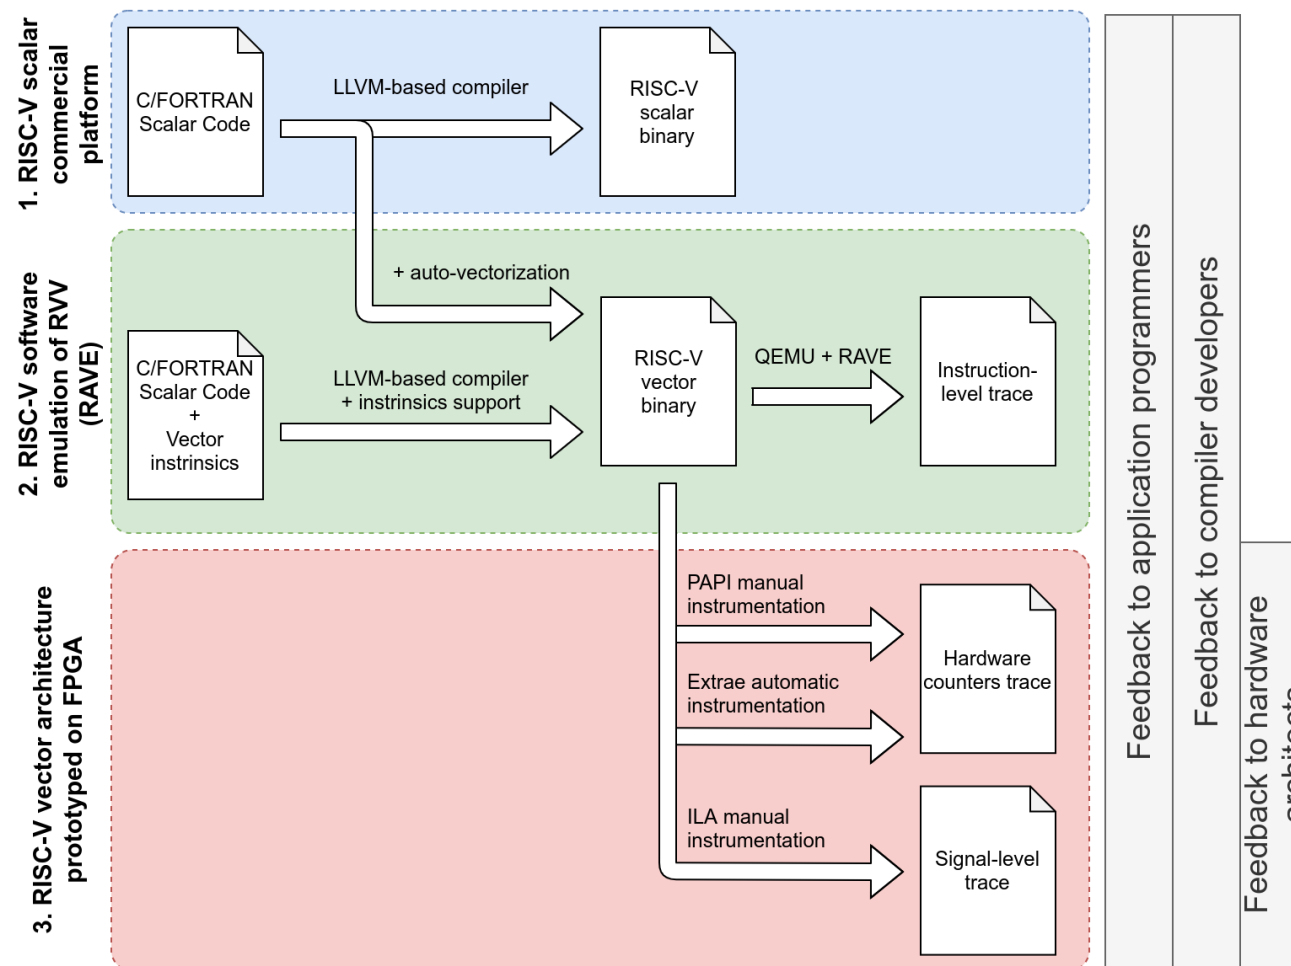 1. RISC-V scalar
commercial
platform
C/FORTRAN
Scalar Code
LLVM-based compiler
RISC-V
scalar
binary
2. RISC-V software
emulation of RVV
(RAVE)
+ auto-vectorization
C/FORTRAN
Scalar Code
+
Vector
instrinsics
LLVM-based compiler
+ instrinsics support
RISC-V
vector
binary
QEMU + RAVE
Instruction-
level trace
3. RISC-V vector architecture
prototyped on FPGA
PAPI manual
instrumentation
Extrae automatic
instrumentation
Hardware
counters trace
ILA manual
instrumentation
Signal-level
trace
Feedback to application programmers
Feedback to compiler developers
Feedback to hardware